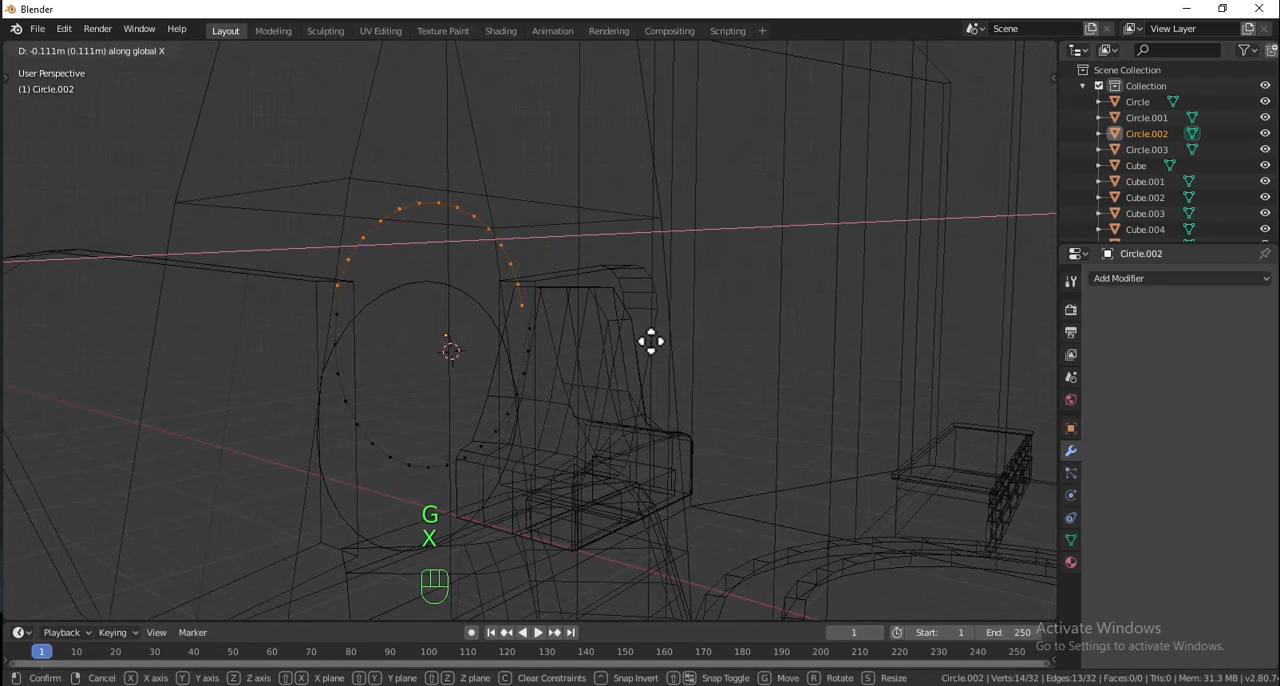 Blender
File Edit Render Window Help Layout Modeling Sculpting UV Editing Texture Paint Shading Animation Rendering Compositing Scripting + Scene View Layer
D: -0.111m (0.111m) along global X
User Perspective
(1) Circle.002
Scene Collection
Collection
Circle
Circle.001
Circle.002
Circle.003
Cube
Cube.001
Cube.002
Cube.003
Cube.004
Circle.002
Add Modifier
G
X
Activate Windows
Go to Settings to activate Windows.
Playback Keying View Marker 1 Start: 1 End: 250
1 10 20 30 40 50 60 70 80 90 100 110 120 130 140 150 160 170 180 190 200 210 220 230 240 250
Confirm Cancel X X axis Y Y axis Z Z axis X X plane Y Y plane Z Z plane C Clear Constraints Snap Invert Snap Toggle G Move R Rotate S Resize Circle.002 | Verts:14/32 | Edges:13/32 | Faces:0/0 | Tris:0 | Mem: 31.3 MB | v2.80.7